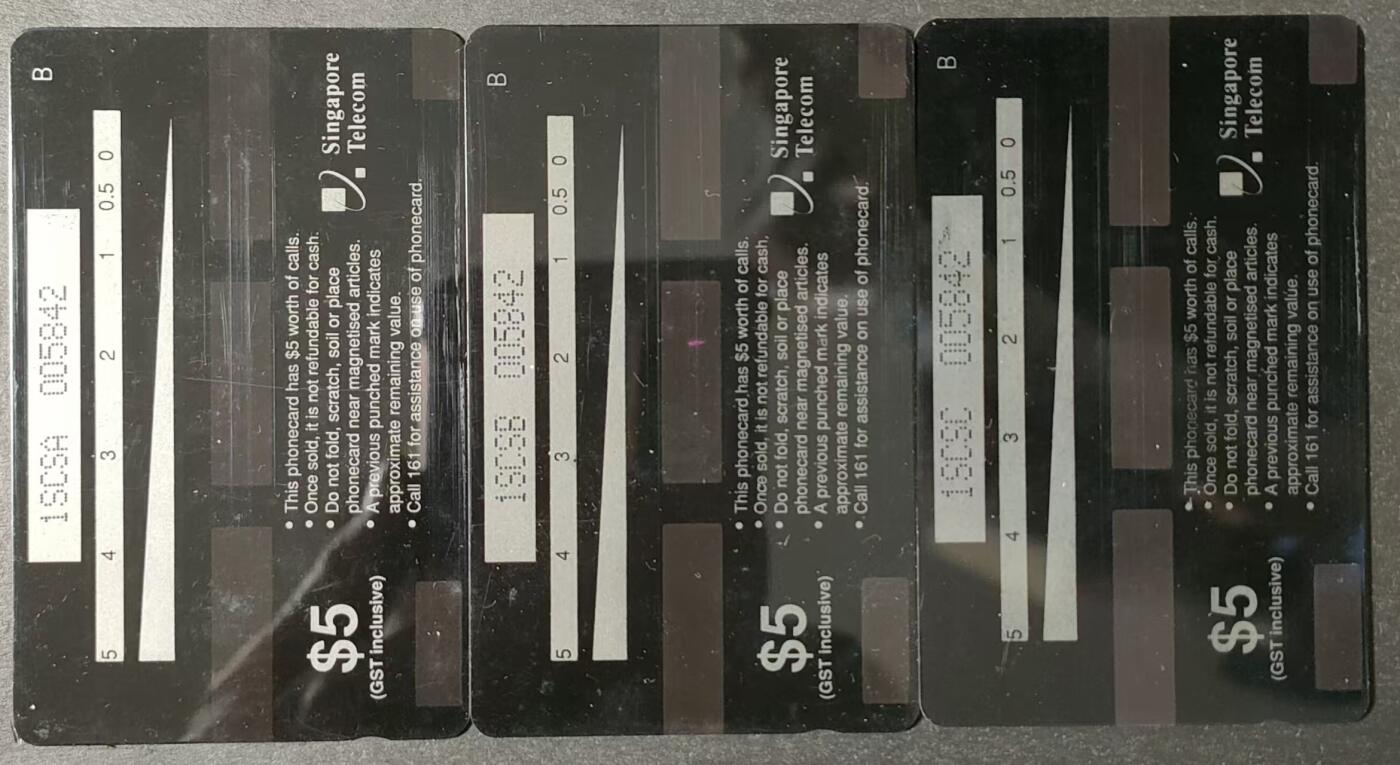 1SCSA 005842 B
5 4 3 2 1 0.5 0
$5
(GST inclusive)
• This phonecard has $5 worth of calls.
• Once sold, it is not refundable for cash.
• Do not fold, scratch, soil or place
phonecard near magnetised articles.
• A previous punched mark indicates
approximate remaining value.
• Call 161 for assistance on use of phonecard.
Singapore
Telecom
1SCSB 005842 B
5 4 3 2 1 0.5 0
$5
(GST inclusive)
• This phonecard has $5 worth of calls.
• Once sold, it is not refundable for cash.
• Do not fold, scratch, soil or place
phonecard near magnetised articles.
• A previous punched mark indicates
approximate remaining value.
• Call 161 for assistance on use of phonecard.
Singapore
Telecom
1SCSC 005842 B
5 4 3 2 1 0.5 0
$5
(GST inclusive)
• This phonecard has $5 worth of calls.
• Once sold, it is not refundable for cash.
• Do not fold, scratch, soil or place
phonecard near magnetised articles.
• A previous punched mark indicates
approximate remaining value.
• Call 161 for assistance on use of phonecard.
Singapore
Telecom